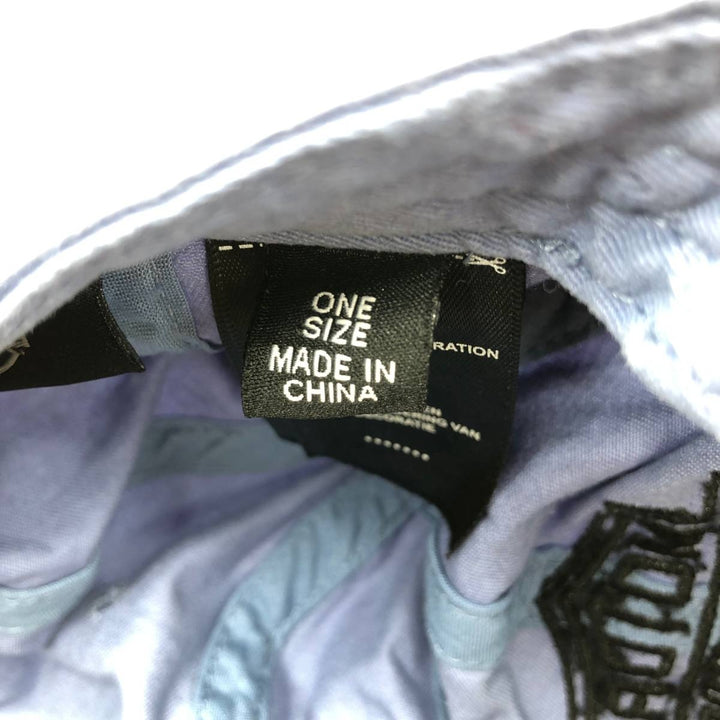 ONE
SIZE
MADE IN
CHINA
RATION
VAN
*******